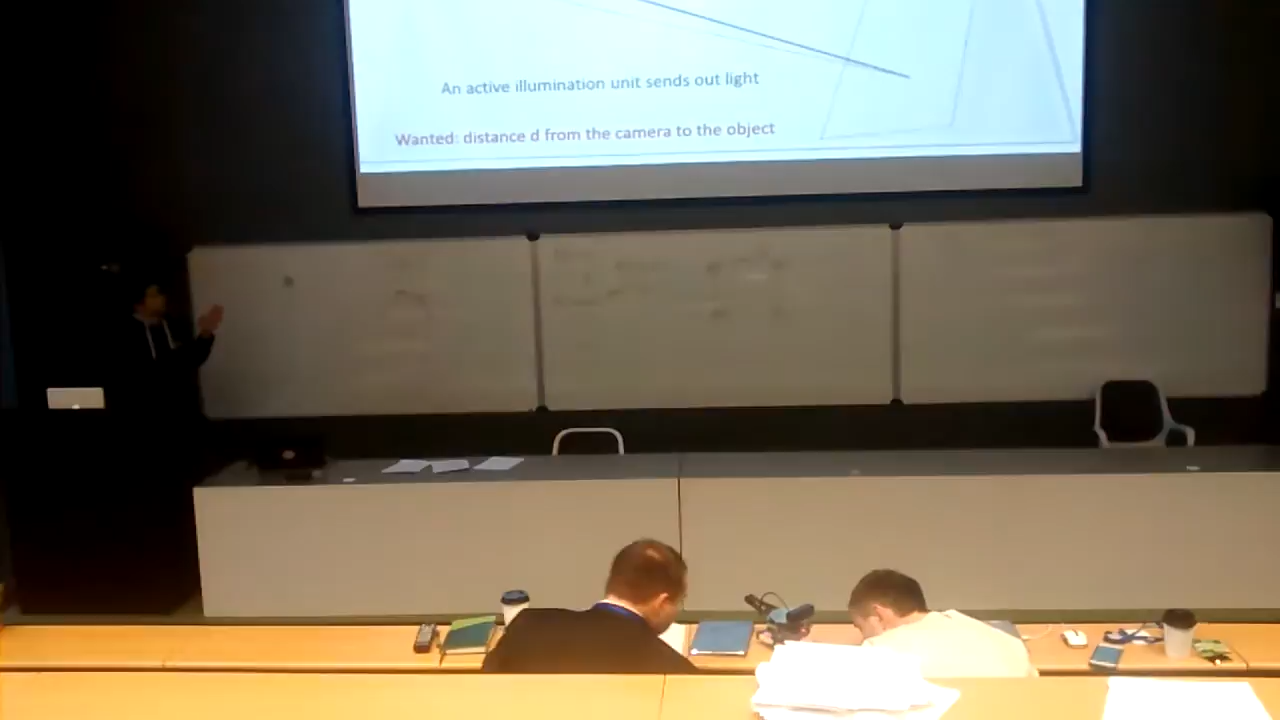 An active illumination unit sends out light
Wanted: distance d from the camera to the object